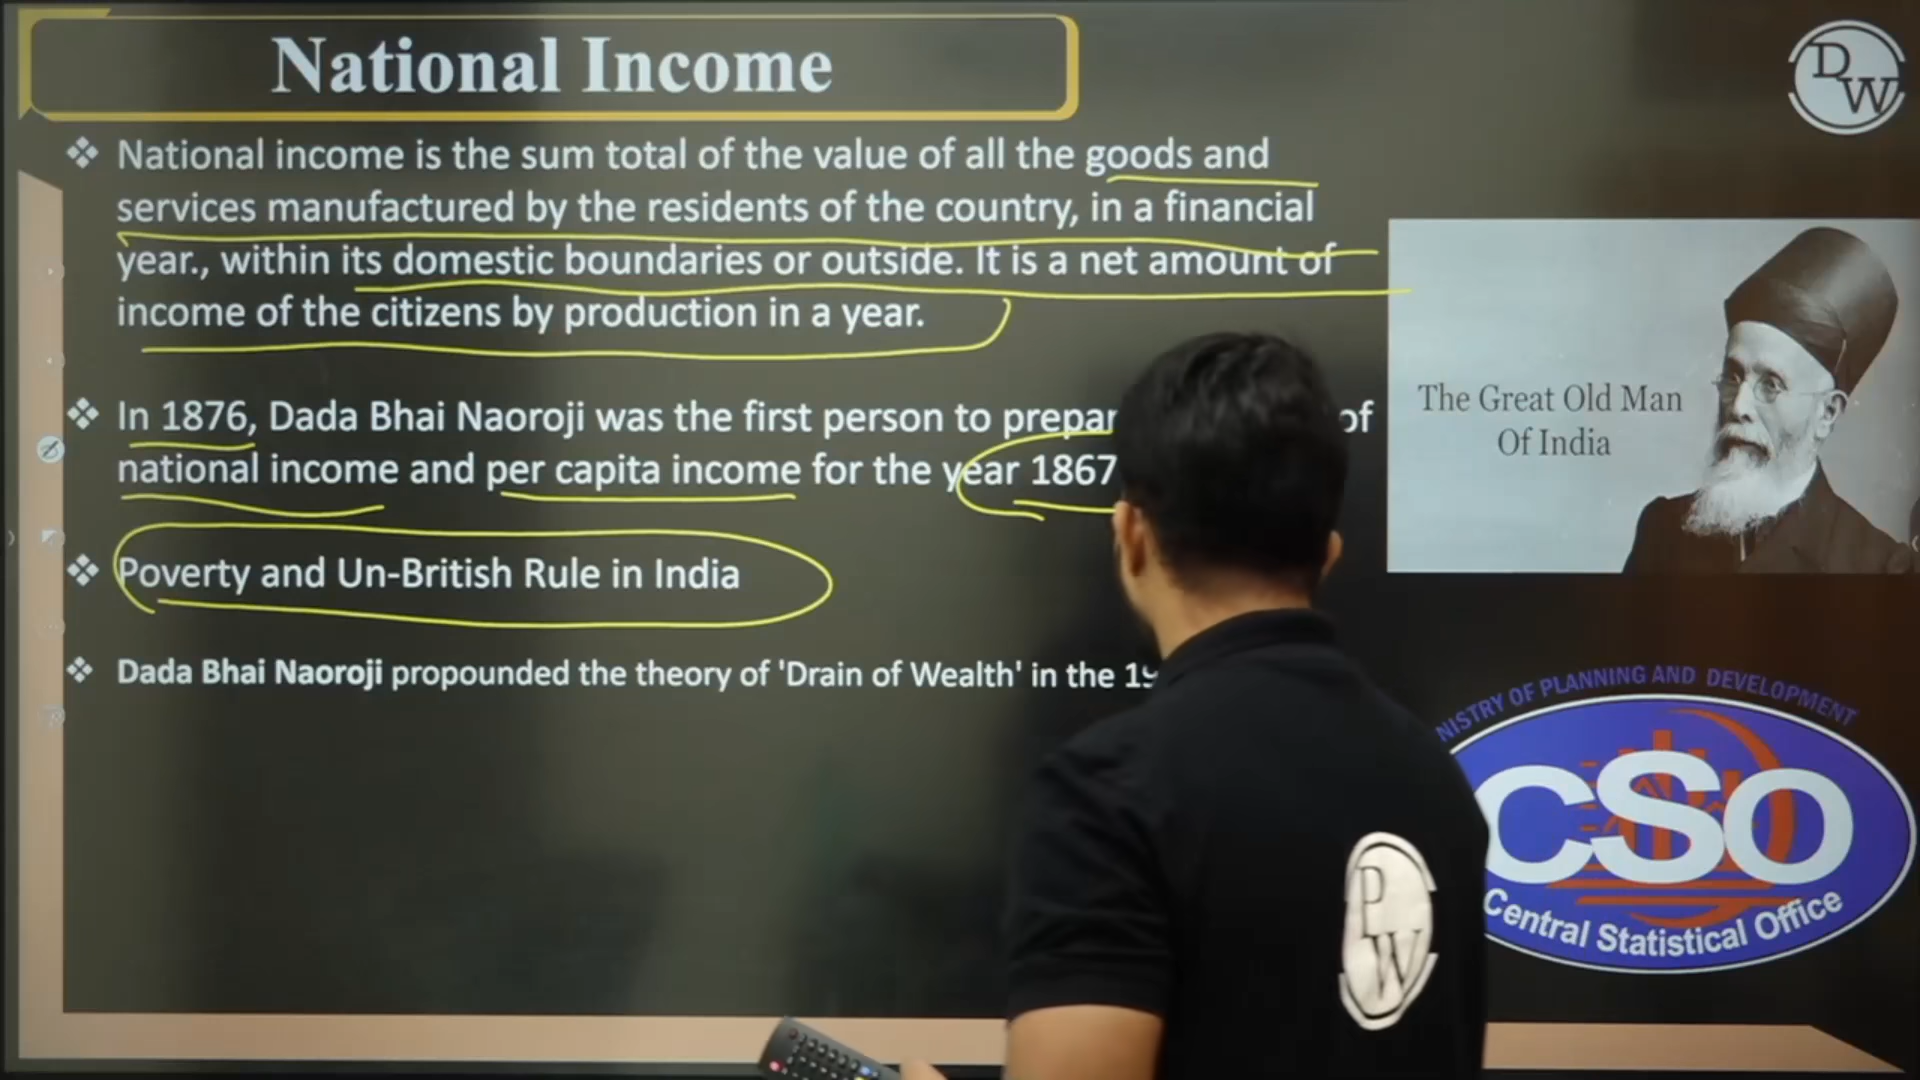 National Income
National income is the sum total of the value of all the goods and
services manufactured by the residents of the country, in a financial
year., within its domestic boundaries or outside. It is a net amount of
income of the citizens by production in a year.
In 1876, Dada Bhai Naoroji was the first person to of
national income and per capita income for the year 1867
Poverty and Un-British Rule in India
Dada Bhai Naoroji propounded the theory of 'Drain of Wealth' in the
The Great Old Man
Of India
OF PLANNING AND DEVELOPMENT
CSO
Central Statistical Office
PW
PW